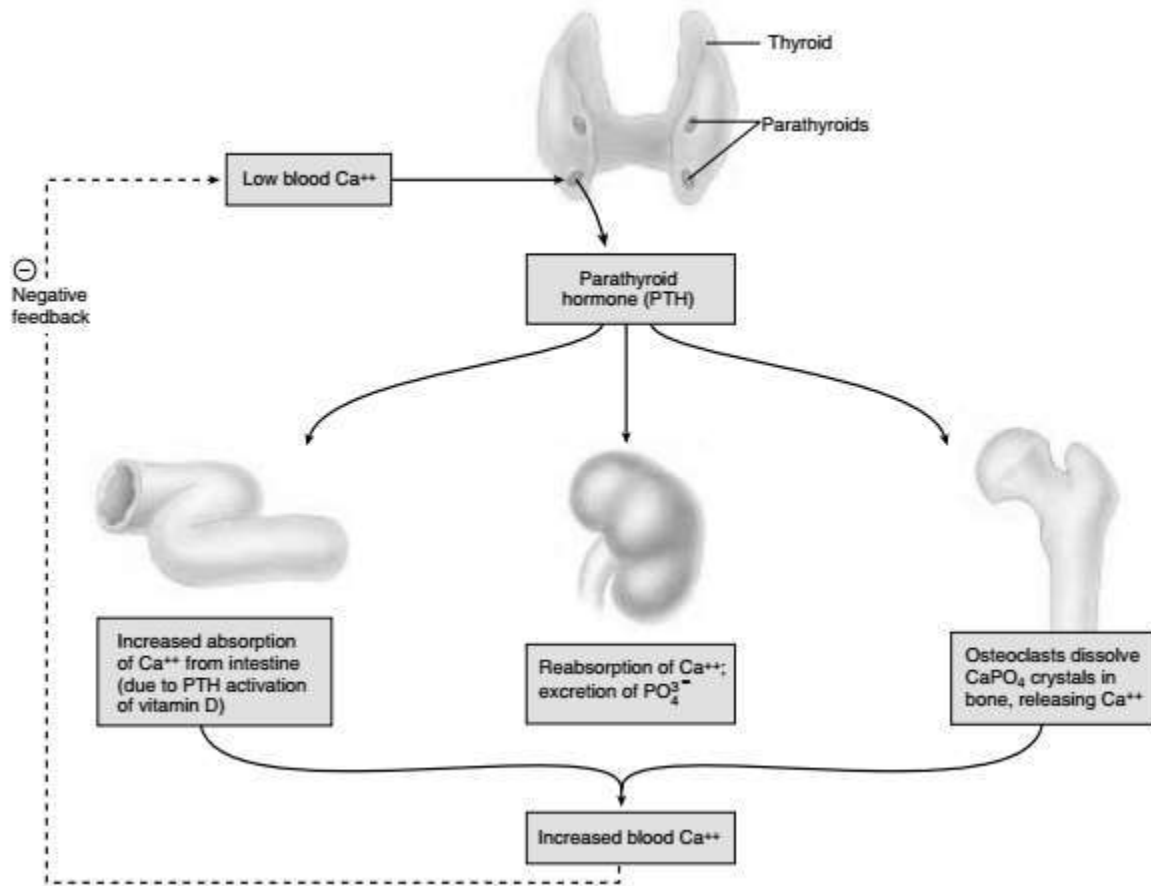 Thyroid
Parathyroids
Low blood Ca⁺⁺
Parathyroid
hormone (PTH)
⊖
Negative
feedback
Increased absorption
of Ca⁺⁺ from intestine
(due to PTH activation
of vitamin D)
Reabsorption of Ca⁺⁺;
excretion of PO₄³⁻
Osteoclasts dissolve
CaPO₄ crystals in
bone, releasing Ca⁺⁺
Increased blood Ca⁺⁺